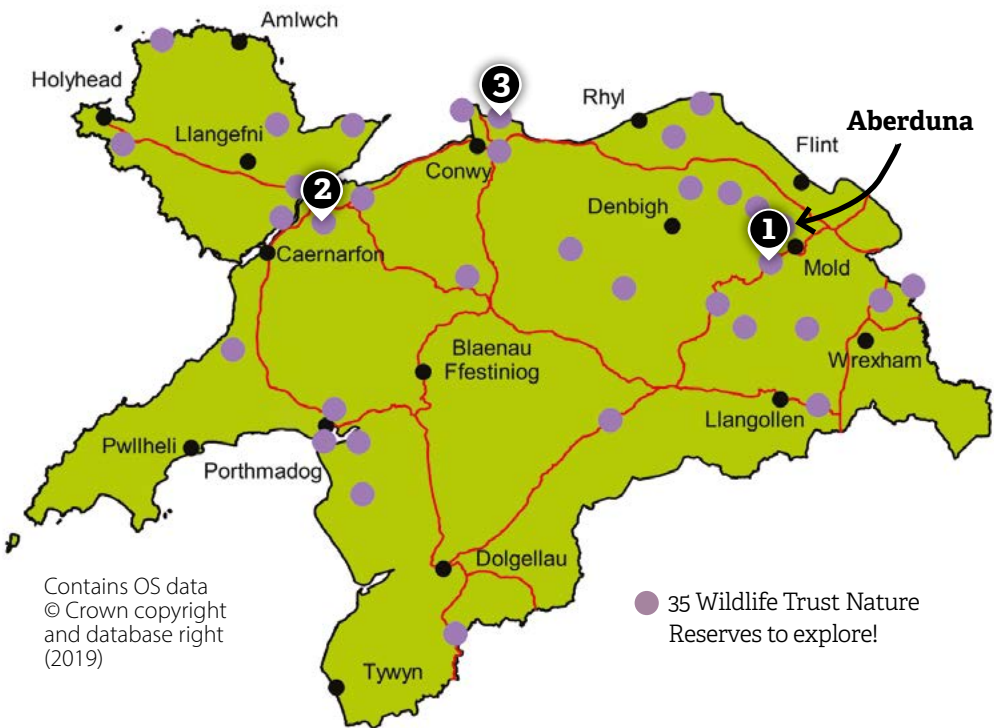 Amlwch
Holyhead
3
Rhyl
Aberduna
Llangefni
Flint
Conwy
2
Denbigh
1
Caernarfon
Mold
Blaenau
Ffestiniog
Wrexham
Llangollen
Pwllheli
Porthmadog
Dolgellau
Contains OS data
© Crown copyright
and database right
(2019)
35 Wildlife Trust Nature
Reserves to explore!
Tywyn